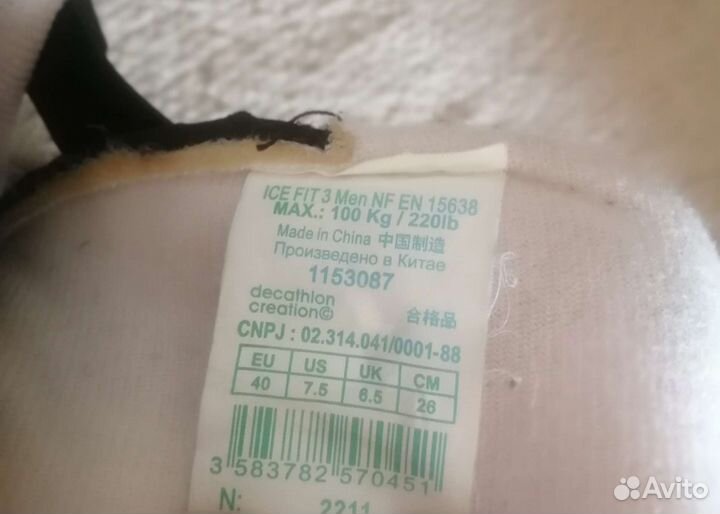 ICE FIT 3 Men NF EN 15638
MAX.: 100 Kg / 220lb
Made in China 中国制造
Произведено в Китае
1153087
decathlon
creation©
合格品
CNPJ : 02.314.041/0001-88
EU US UK CM
40 7.5 6.5 26
3 583782 570451
N: 2211
Avito